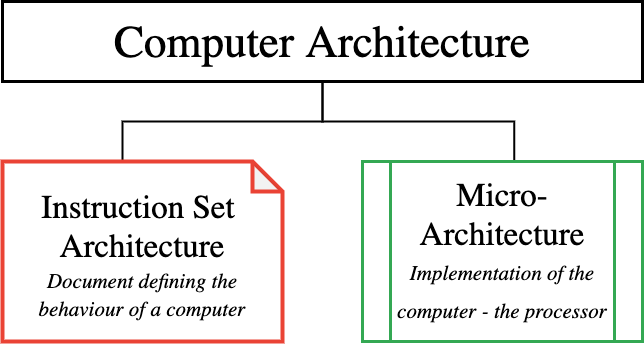 Computer Architecture
Instruction Set
Architecture
Document defining the
behaviour of a computer
Micro-
Architecture
Implementation of the
computer - the processor